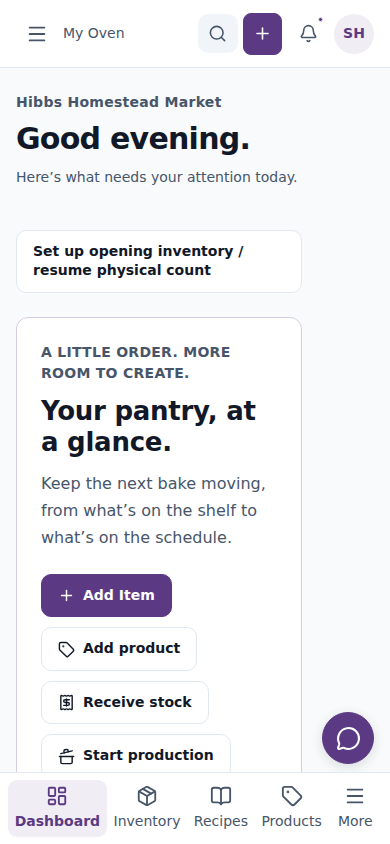 My Oven
SH
Hibbs Homestead Market
Good evening.
Here’s what needs your attention today.
Set up opening inventory /
resume physical count
A LITTLE ORDER. MORE
ROOM TO CREATE.
Your pantry, at
a glance.
Keep the next bake moving,
from what’s on the shelf to
what’s on the schedule.
Add Item
Add product
Receive stock
Start production
Dashboard
Inventory
Recipes
Products
More